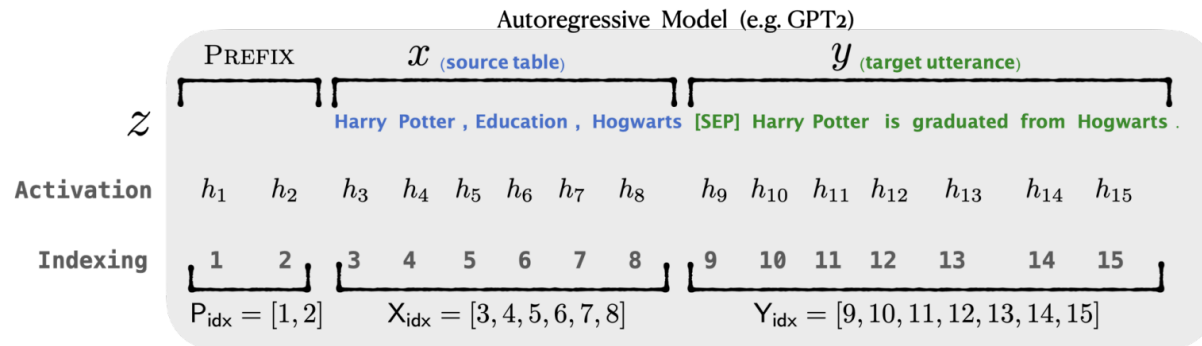 Autoregressive Model (e.g. GPT2)
PREFIX x (source table) y (target utterance)
z Harry Potter , Education , Hogwarts [SEP] Harry Potter is graduated from Hogwarts .
Activation h₁ h₂ h₃ h₄ h₅ h₆ h₇ h₈ h₉ h₁₀ h₁₁ h₁₂ h₁₃ h₁₄ h₁₅
Indexing 1 2 3 4 5 6 7 8 9 10 11 12 13 14 15
P_idx = [1, 2] X_idx = [3, 4, 5, 6, 7, 8] Y_idx = [9, 10, 11, 12, 13, 14, 15]